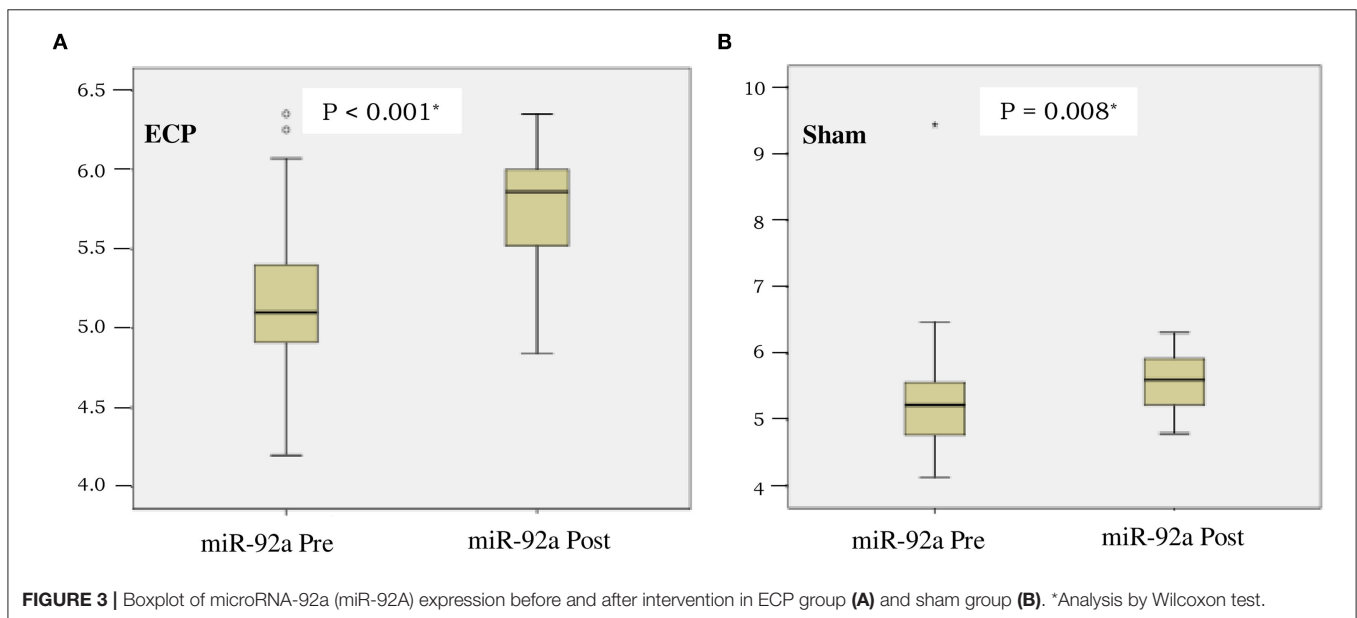 A
6.5
6.0
5.5
5.0
4.5
4.0
ECP
P < 0.001*
miR-92a Pre
miR-92a Post
B
10
9
8
7
6
5
4
Sham
P = 0.008*
miR-92a Pre
miR-92a Post
FIGURE 3 | Boxplot of microRNA-92a (miR-92A) expression before and after intervention in ECP group (A) and sham group (B). *Analysis by Wilcoxon test.